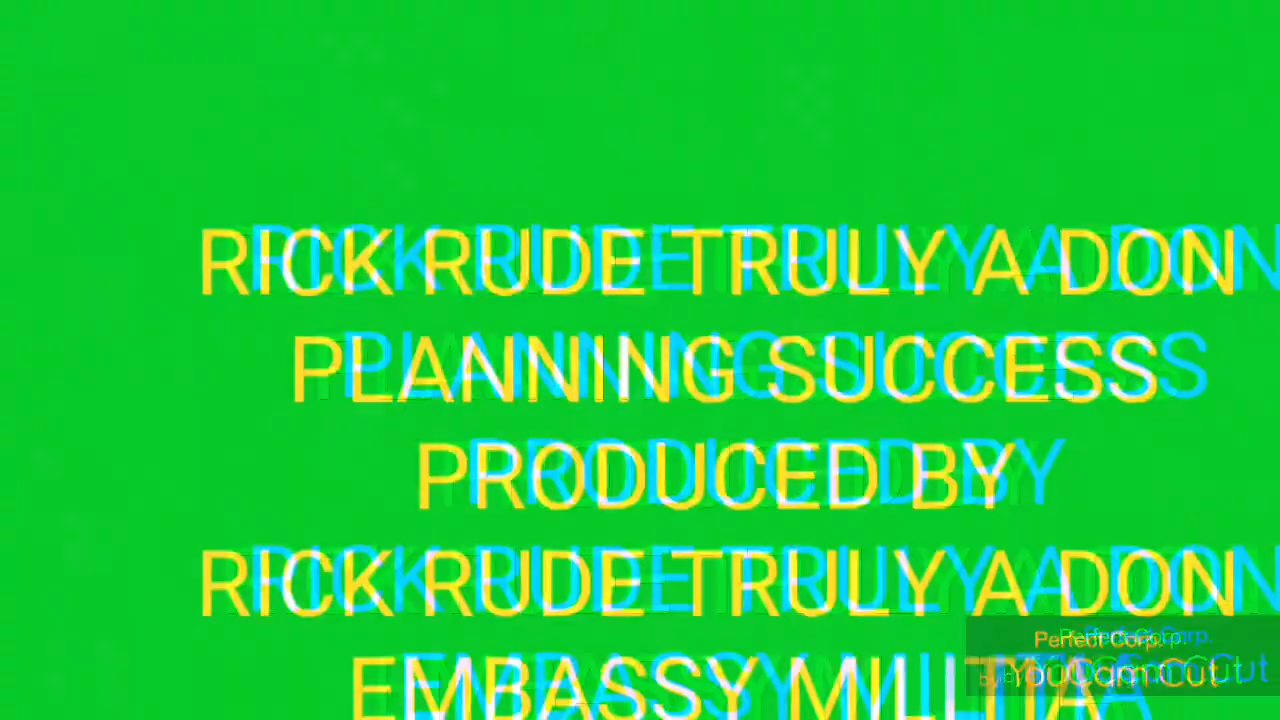 RICK RUDE TRULY A DON
PLANNING SUCCESS
PRODUCED BY
RICK RUDE TRULY A DON
EMBASSY MILITIA
Perfect Corp.
YouCam Cut